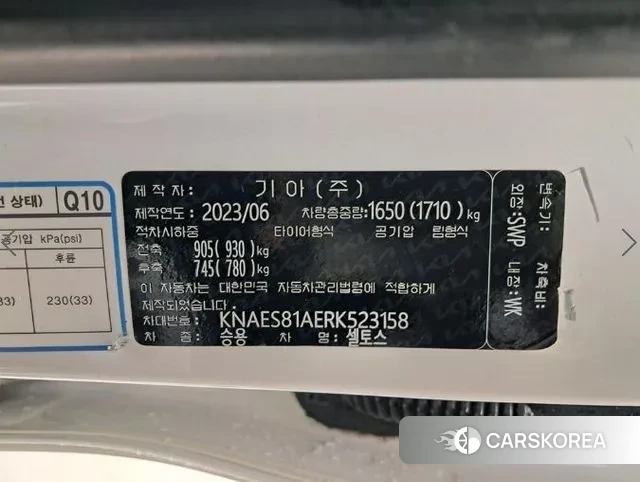 전 상태) Q10
공기압 kPa(psi)
후륜
33) 230(33)
제 작 자: 기 아 ( 주 )
제작연도: 2023/06 차량총중량: 1650 (1710) kg
적차시하중 타이어형식 공기압 림형식
전축 905( 930) kg
후축 745( 780) kg
이 자동차는 대한민국 자동차관리법령에 적합하게
제작되었습니다.
차대번호: KNAES81AERK523158
차 종: 승용 차 명: 셀토스
변속기:
외장: SWP
치측비:
내장: WK
CARSKOREA